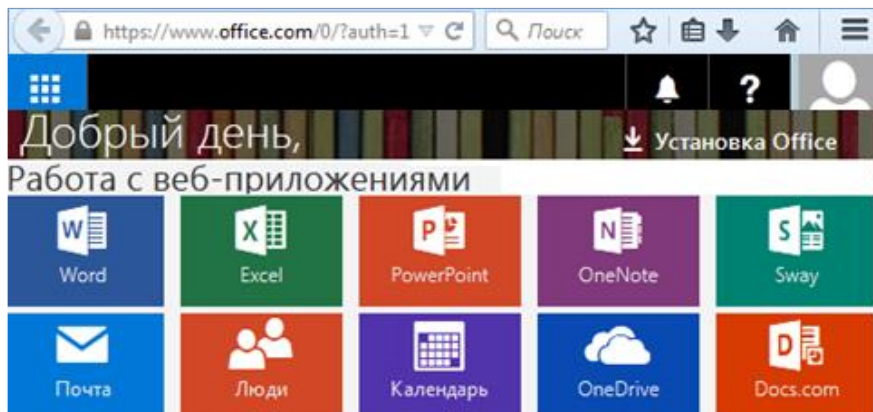 https://www.office.com/0/?auth=1 Поиск
?
Добрый день,
Установка Office
Работа с веб-приложениями
W X P N S
Word Excel PowerPoint OneNote Sway
D
Почта Люди Календарь OneDrive Docs.com